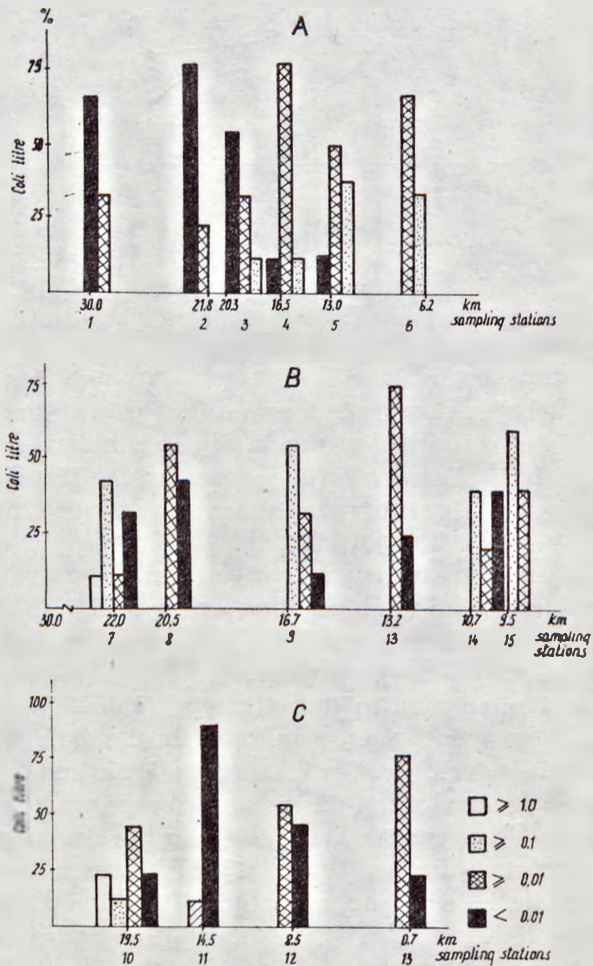 A
%
75
50
25
Coli titre
30.0 21.8 20.3 16.5 13.0 6.2 km
1 2 3 4 5 6 sampling stations
B
75
50
25
Coli titre
30.0 22.0 20.5 16.7 13.2 10.7 9.5 km
7 8 9 13 14 15 sampling stations
C
100
75
50
25
Coli titre
≥ 1.0
≥ 0.1
≥ 0.01
< 0.01
19.5 14.5 8.5 0.7 km
10 11 12 sampling stations